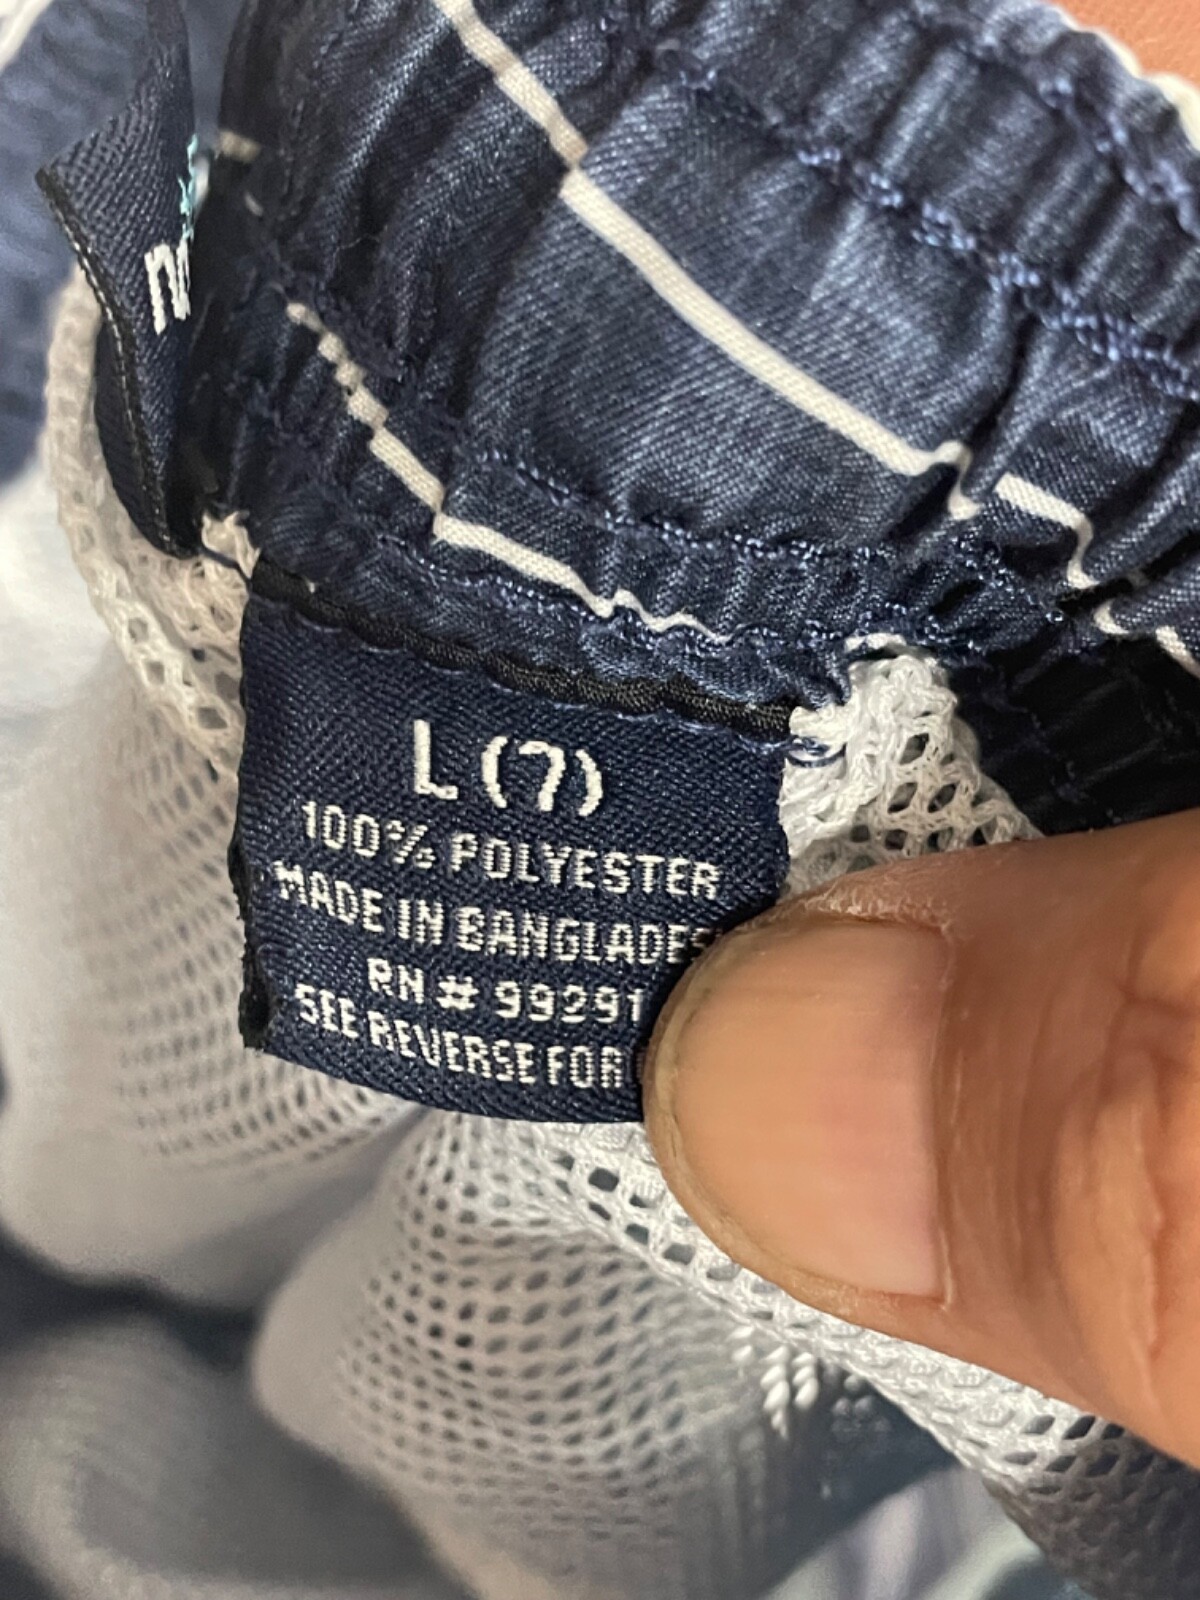 L (7)
100% POLYESTER
MADE IN BANGLADES
RN # 99291
SEE REVERSE FOR